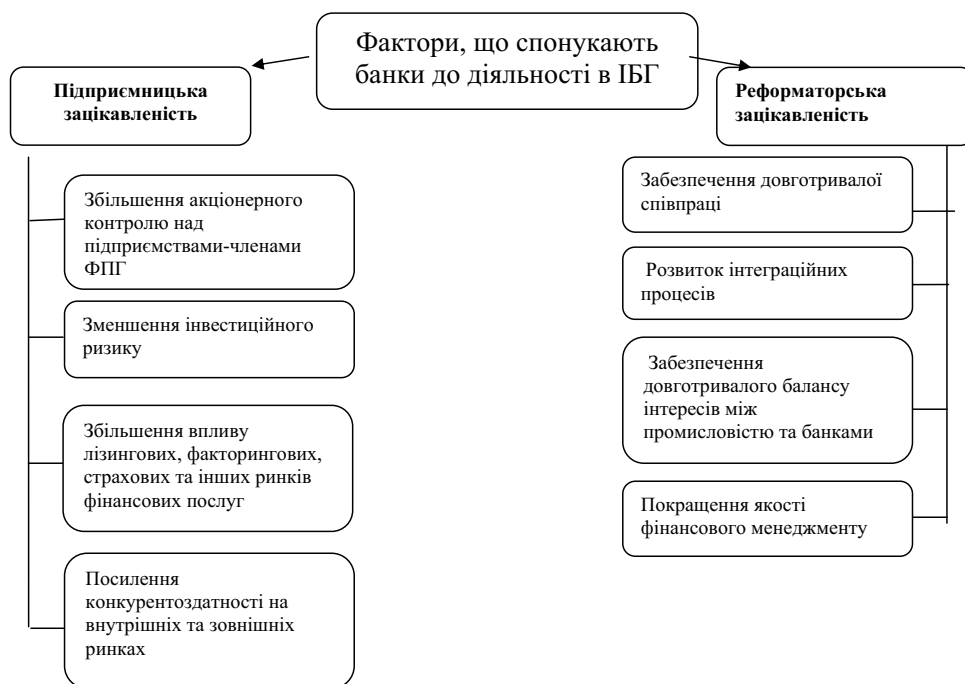 Фактори, що спонукають
банки до діяльності в ІБГ
Підприємницька
зацікавленість
Збільшення акціонерного
контролю над
підприємствами-членами
ФПГ
Зменшення інвестиційного
ризику
Збільшення впливу
лізингових, факторингових,
страхових та інших ринків
фінансових послуг
Посилення
конкурентоздатності на
внутрішніх та зовнішніх
ринках
Реформаторська
зацікавленість
Забезпечення довготривалої
співпраці
Розвиток інтеграційних
процесів
Забезпечення
довготривалого балансу
інтересів між
промисловістю та банками
Покращення якості
фінансового менеджменту